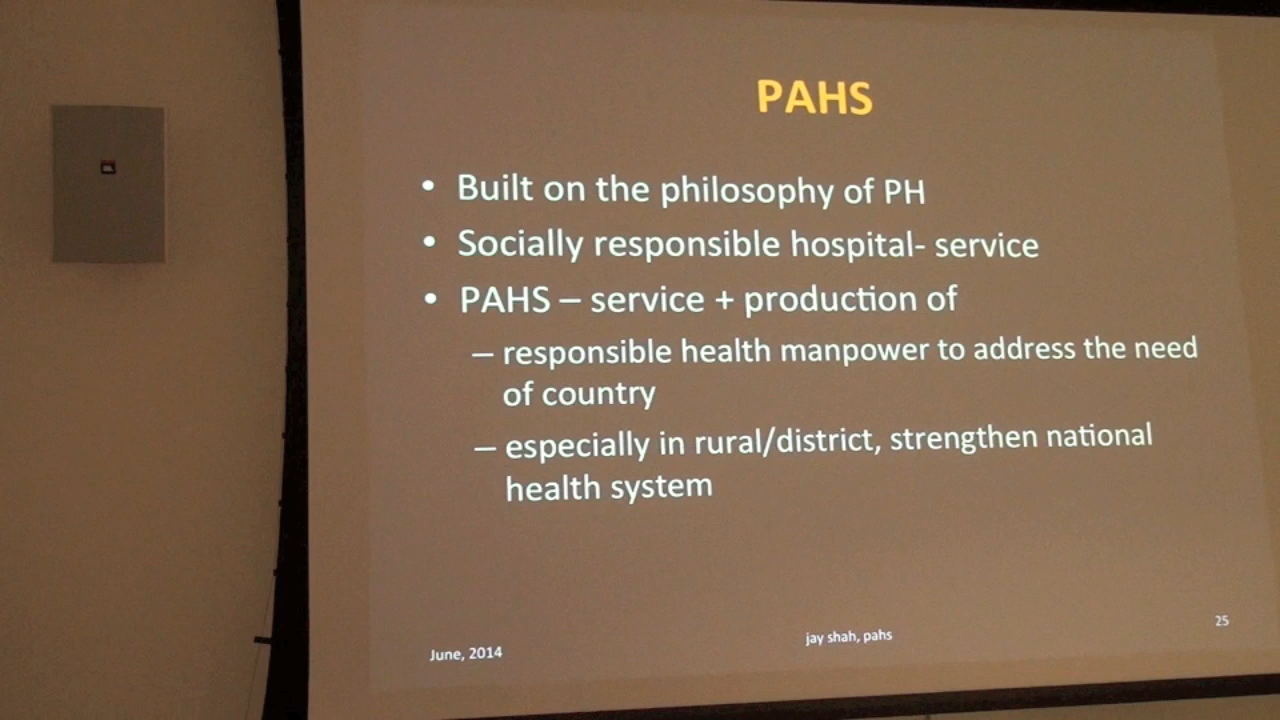 PAHS
• Built on the philosophy of PH
• Socially responsible hospital- service
• PAHS – service + production of
– responsible health manpower to address the need
of country
– especially in rural/district, strengthen national
health system
June, 2014
jay shah, pahs
25